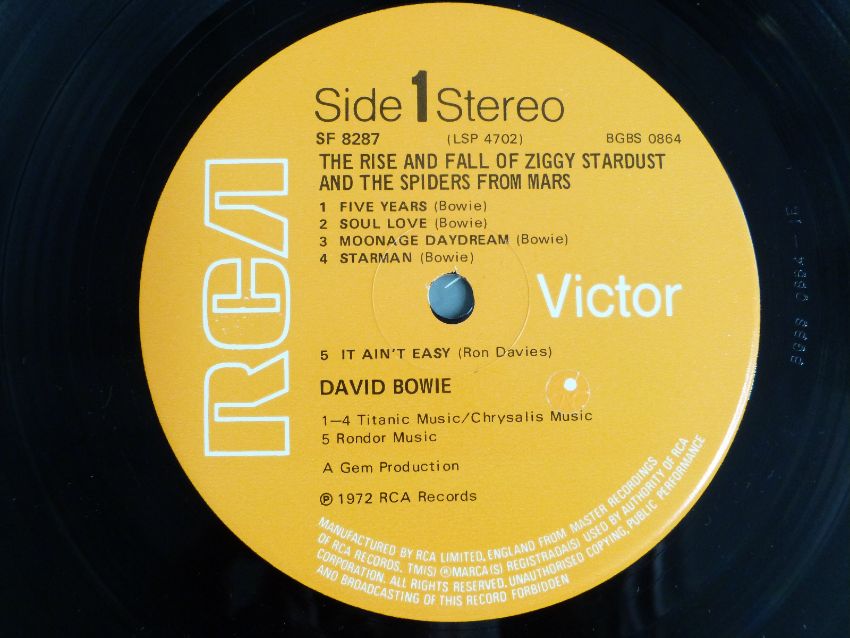 Side 1 Stereo
SF 8287 (LSP 4702) BGBS 0864
THE RISE AND FALL OF ZIGGY STARDUST
AND THE SPIDERS FROM MARS
1 FIVE YEARS (Bowie)
2 SOUL LOVE (Bowie)
3 MOONAGE DAYDREAM (Bowie)
4 STARMAN (Bowie)
RCA
Victor
5 IT AIN'T EASY (Ron Davies)
DAVID BOWIE
1–4 Titanic Music/Chrysalis Music
5 Rondor Music
A Gem Production
℗ 1972 RCA Records
MANUFACTURED BY RCA LIMITED, ENGLAND FROM MASTER RECORDINGS
OF RCA RECORDS. TM(S) ® MARCA(S) REGISTRADA(S) USED BY AUTHORITY OF RCA
CORPORATION. ALL RIGHTS RESERVED. UNAUTHORISED COPYING, PUBLIC PERFORMANCE
AND BROADCASTING OF THIS RECORD FORBIDDEN
BGBS 0864 – 1E